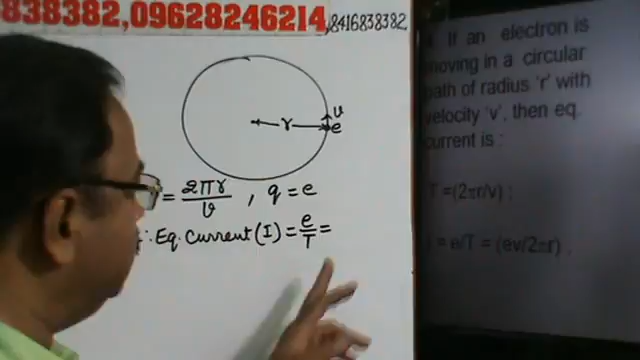 838382,09628246214,8416838382
v
r e
= 2πr/v , q = e
∴ Eq. Current (I) = e/T =
If an electron is
moving in a circular
path of radius 'r' with
velocity 'v', then eq.
current is :
T =(2πr/v) ;
= e/T = (ev/2πr) .